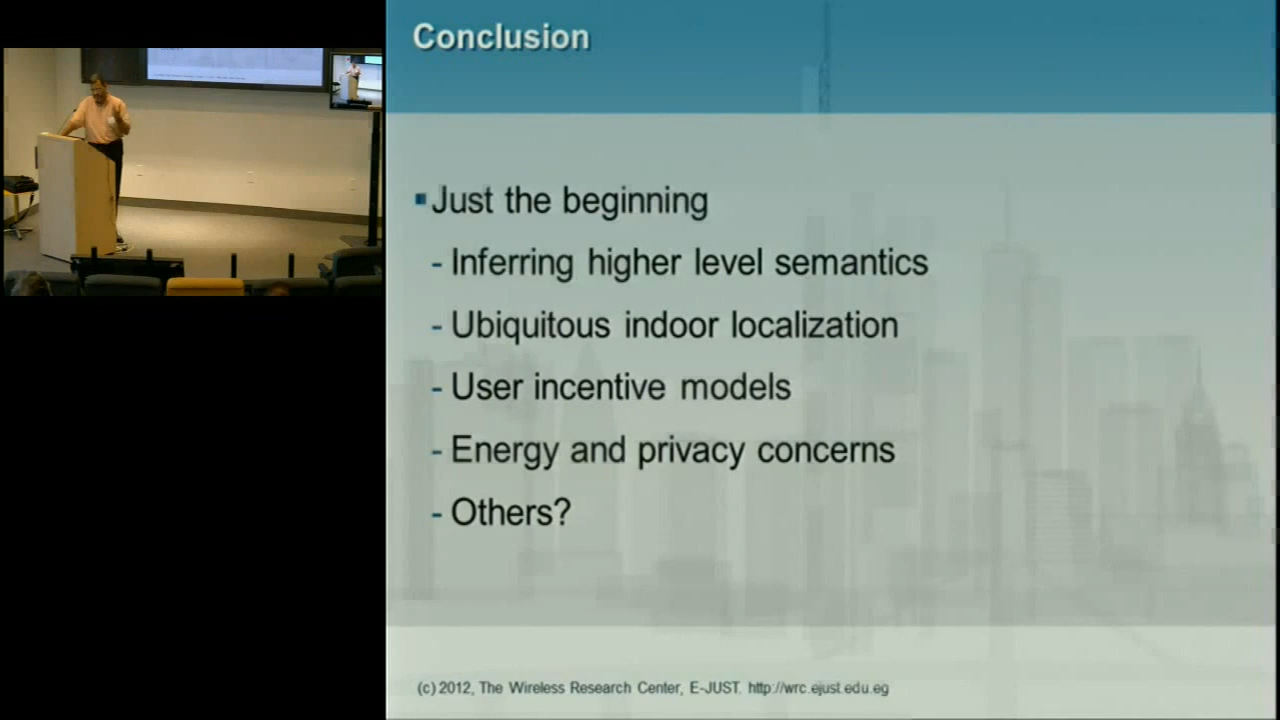 Conclusion
Just the beginning
- Inferring higher level semantics
- Ubiquitous indoor localization
- User incentive models
- Energy and privacy concerns
- Others?
(c) 2012, The Wireless Research Center, E-JUST. http://wrc.ejust.edu.eg